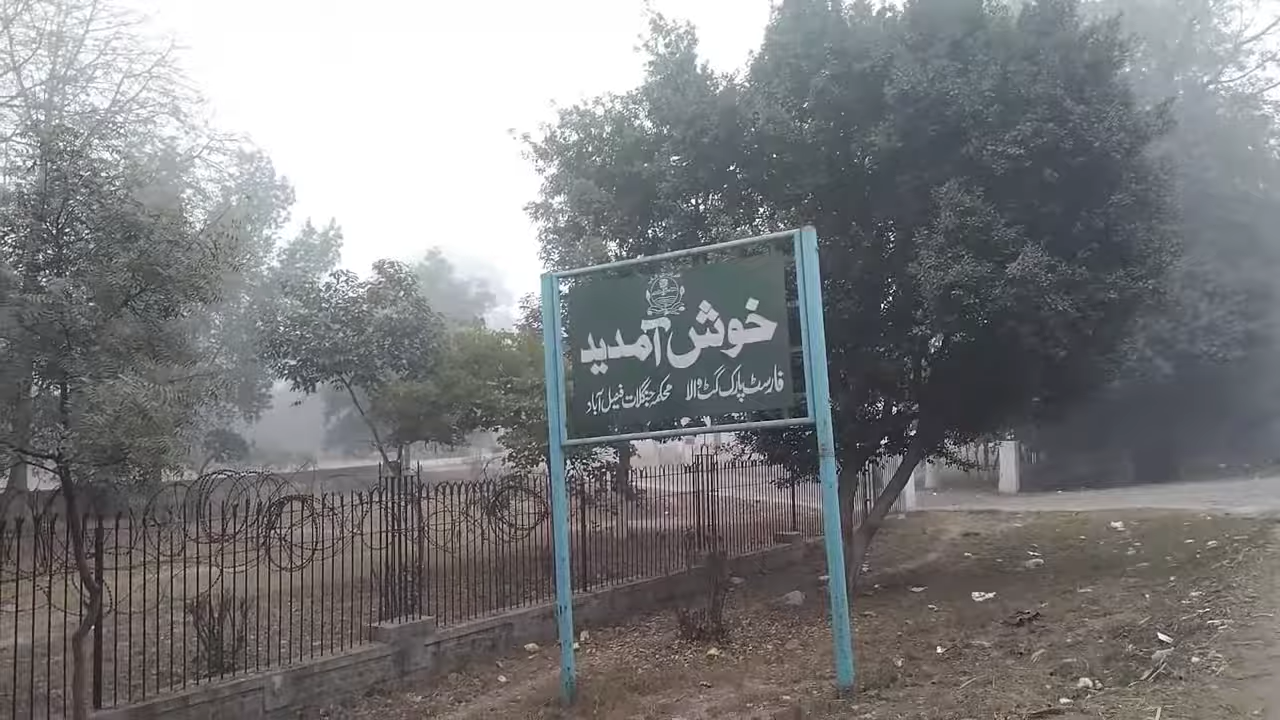 خوش آمدید
فارسٹ پارک گٹ والا محکمہ جنگلات فیصل آباد